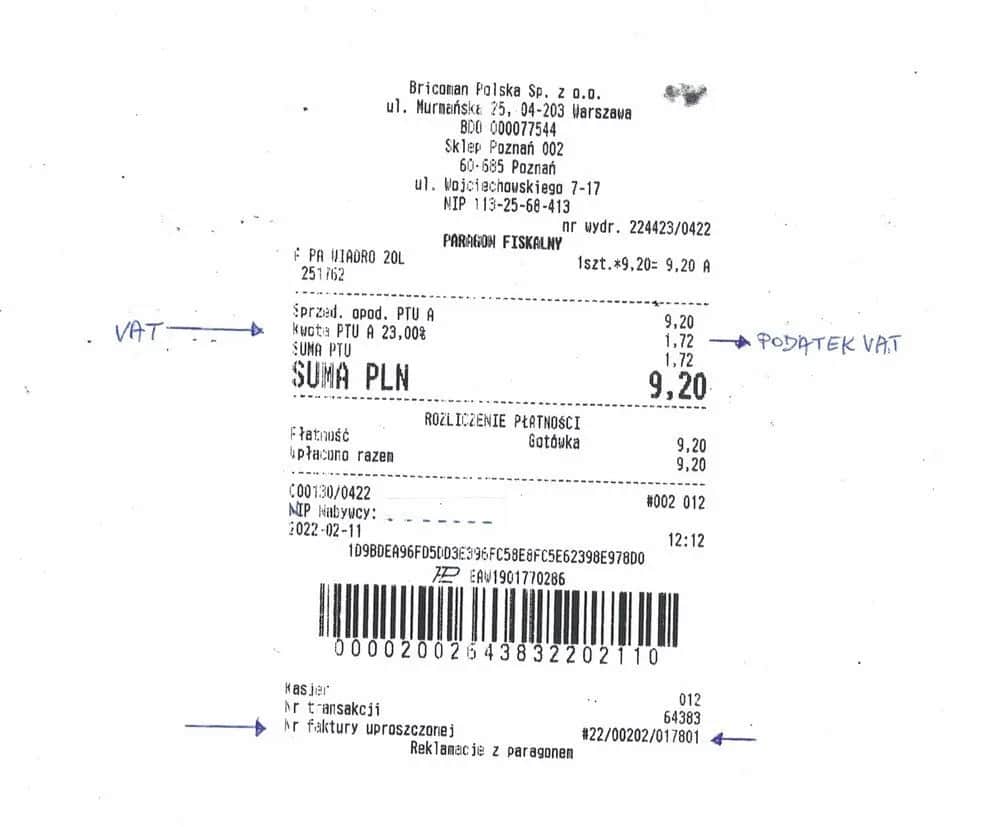 Bricoman Polska Sp. z o.o.
ul. Murmańska 25, 04-203 Warszawa
BDO 000077544
Sklep Poznań 002
60-685 Poznań
ul. Wojciechowskiego 7-17
NIP 113-25-68-413
nr wydr. 224423/0422
PARAGON FISKALNY
F PA WIADRO 20L 1szt.*9,20= 9,20 A
251762
Sprzed. opod. PTU A 9,20
VAT Kwota PTU A 23,00% 1,72 PODATEK VAT
SUMA PTU 1,72
SUMA PLN 9,20
ROZLICZENIE PŁATNOŚCI
Płatność Gotówka 9,20
Wpłacono razem 9,20
C00130/0422 #002 012
NIP Nabywcy: _ _ _ _ _ _ _
2022-02-11 12:12
1D9BDEA96FD5DD3E396FC58E8FC5E62398E978D0
EAW1901770286
000020026438322021​10
Kasjer 012
Nr transakcji 64383
Nr faktury uproszczonej #22/00202/017801
Reklamacje z paragonem